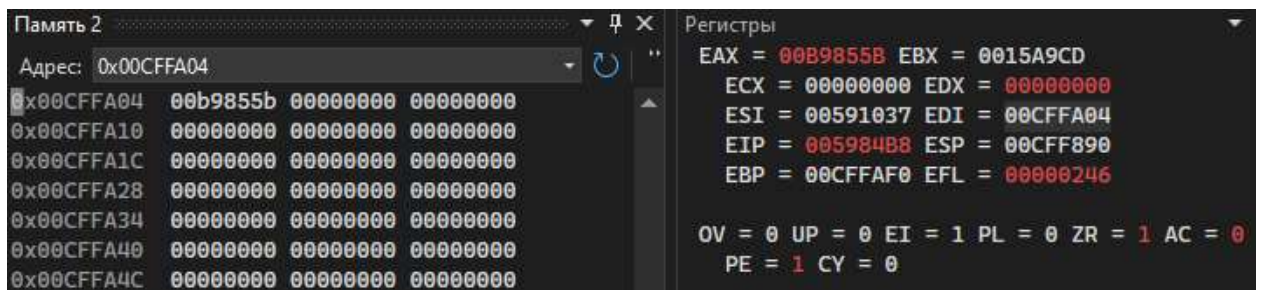 Память 2
Адрес: 0x00CFFA04
0x00CFFA04 00b9855b 00000000 00000000
0x00CFFA10 00000000 00000000 00000000
0x00CFFA1C 00000000 00000000 00000000
0x00CFFA28 00000000 00000000 00000000
0x00CFFA34 00000000 00000000 00000000
0x00CFFA40 00000000 00000000 00000000
0x00CFFA4C 00000000 00000000 00000000
Регистры
EAX = 00B9855B EBX = 0015A9CD
ECX = 00000000 EDX = 00000000
ESI = 00591037 EDI = 00CFFA04
EIP = 005984B8 ESP = 00CFF890
EBP = 00CFFAF0 EFL = 00000246
OV = 0 UP = 0 EI = 1 PL = 0 ZR = 1 AC = 0
PE = 1 CY = 0